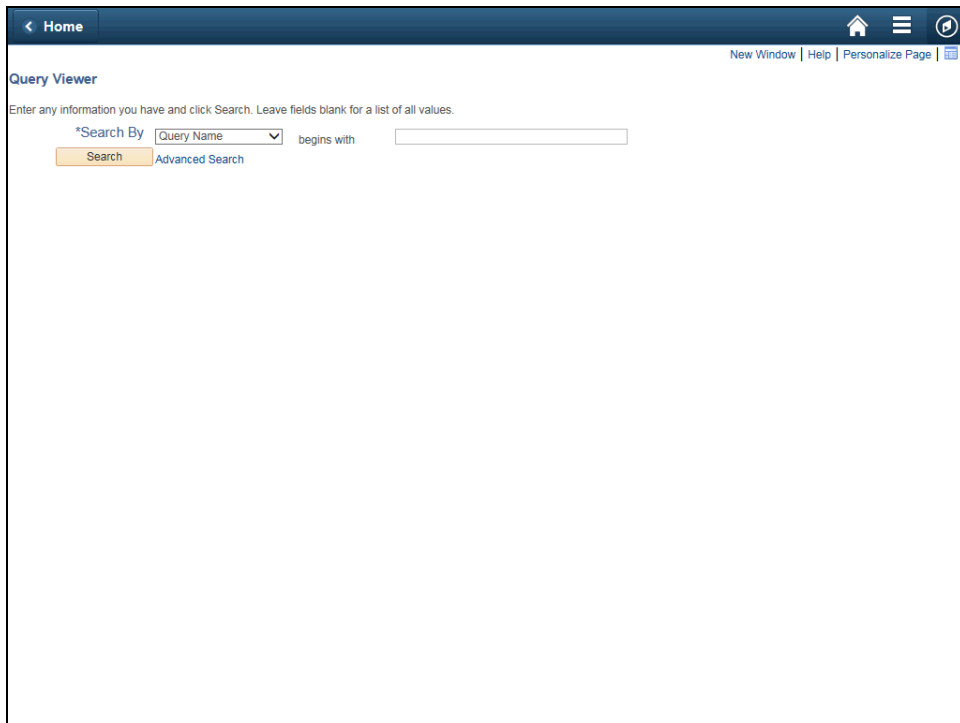 Home
New Window | Help | Personalize Page |
Query Viewer
Enter any information you have and click Search. Leave fields blank for a list of all values.
*Search By Query Name begins with
Search Advanced Search